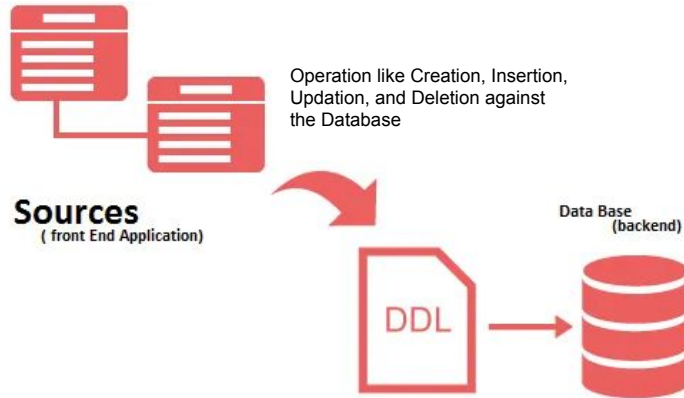 Operation like Creation, Insertion,
Updation, and Deletion against
the Database
Sources
( front End Application)
Data Base
(backend)
DDL